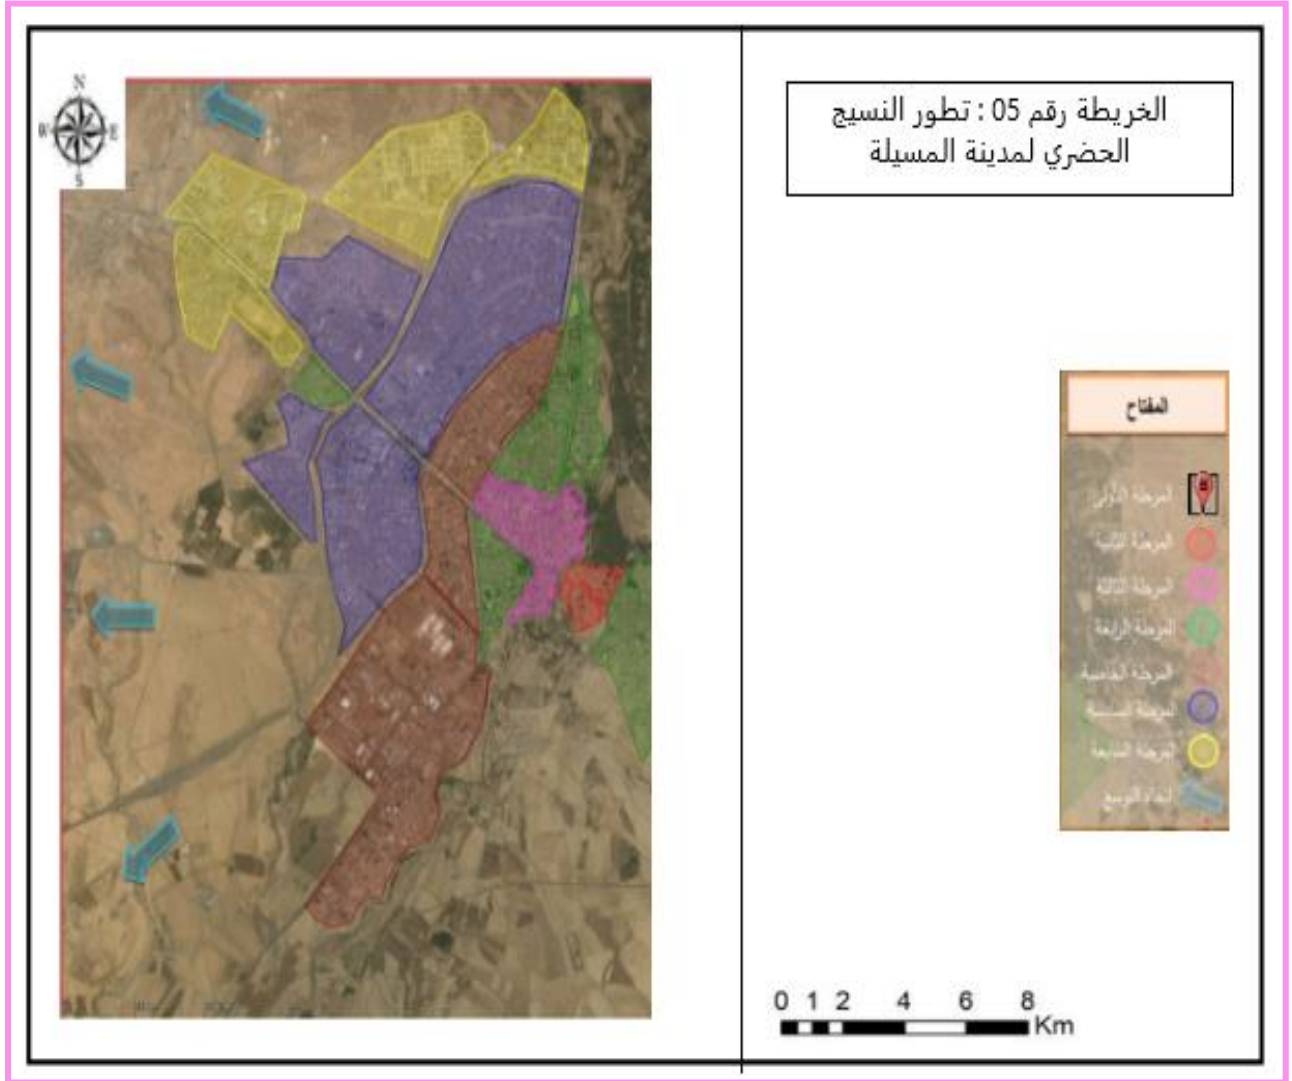 الخريطة رقم 05 : تطور النسيج
الحضري لمدينة المسيلة
N
W E
S
المفتاح
المرحلة الأولى
المرحلة الثانية
المرحلة الثالثة
المرحلة الرابعة
المرحلة الخامسة
المرحلة السادسة
المرحلة السابعة
اتجاه التوسع
0 1 2 4 6 8
Km